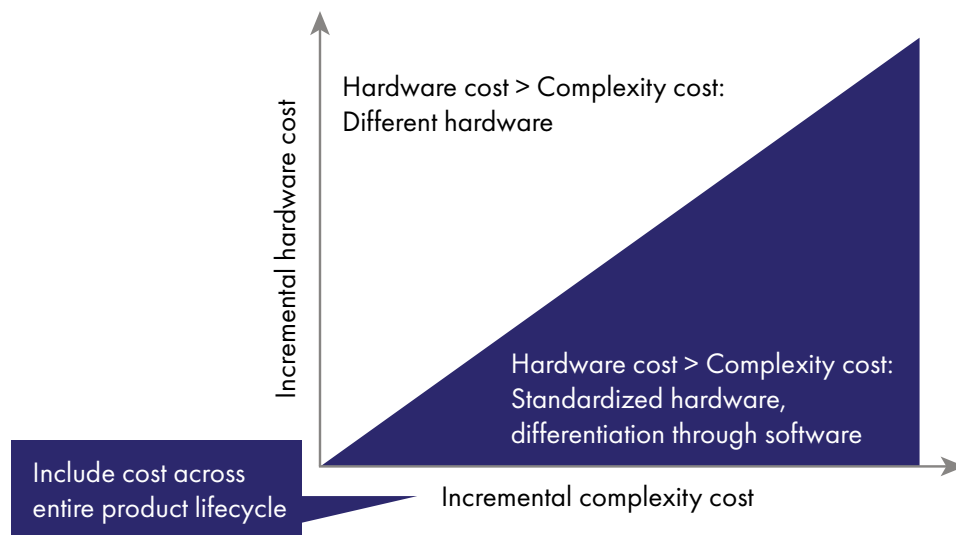 Incremental hardware cost
Hardware cost > Complexity cost:
Different hardware
Hardware cost > Complexity cost:
Standardized hardware,
differentiation through software
Include cost across
entire product lifecycle
Incremental complexity cost